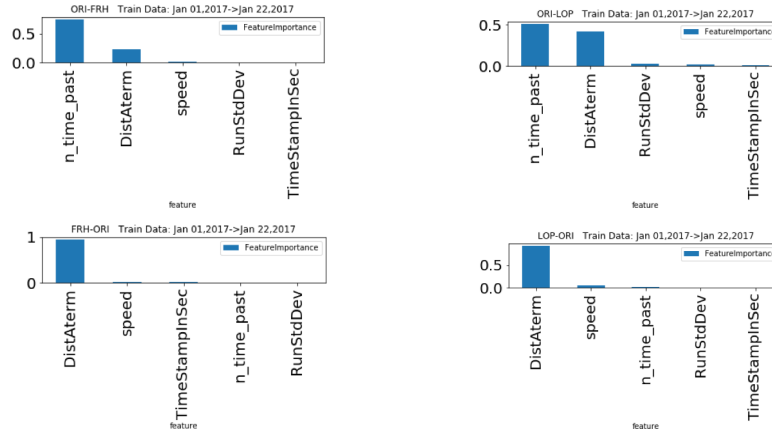 ORI-FRH Train Data: Jan 01,2017->Jan 22,2017
0.5
0.0
FeatureImportance
n_time_past
DistAterm
speed
RunStdDev
TimeStampInSec
feature
ORI-LOP Train Data: Jan 01,2017->Jan 22,2017
0.5
0.0
FeatureImportance
n_time_past
DistAterm
RunStdDev
speed
TimeStampInSec
feature
FRH-ORI Train Data: Jan 01,2017->Jan 22,2017
1
0
FeatureImportance
DistAterm
speed
TimeStampInSec
n_time_past
RunStdDev
feature
LOP-ORI Train Data: Jan 01,2017->Jan 22,2017
0.5
0.0
FeatureImportance
DistAterm
speed
n_time_past
RunStdDev
TimeStampInSec
feature